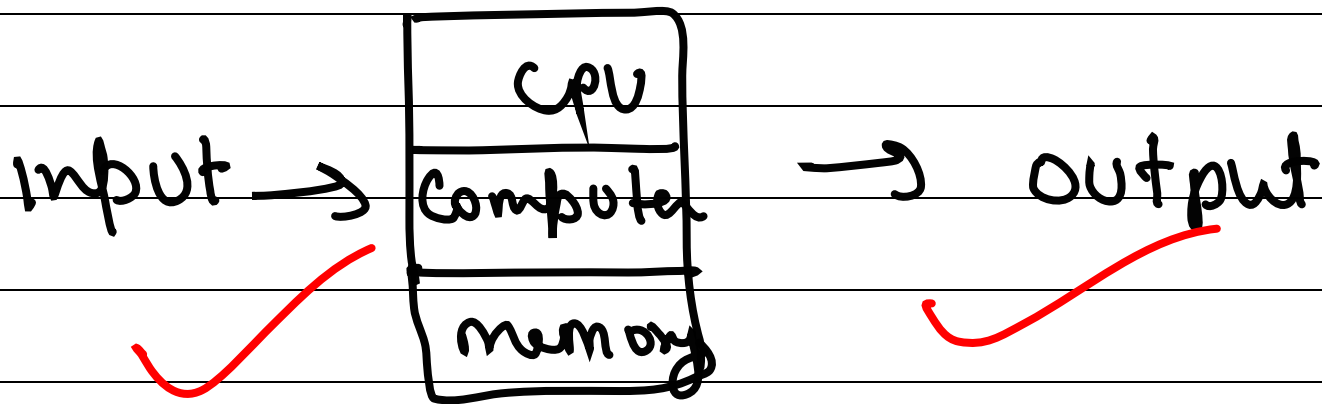 CPU
input → Computer → output
memory